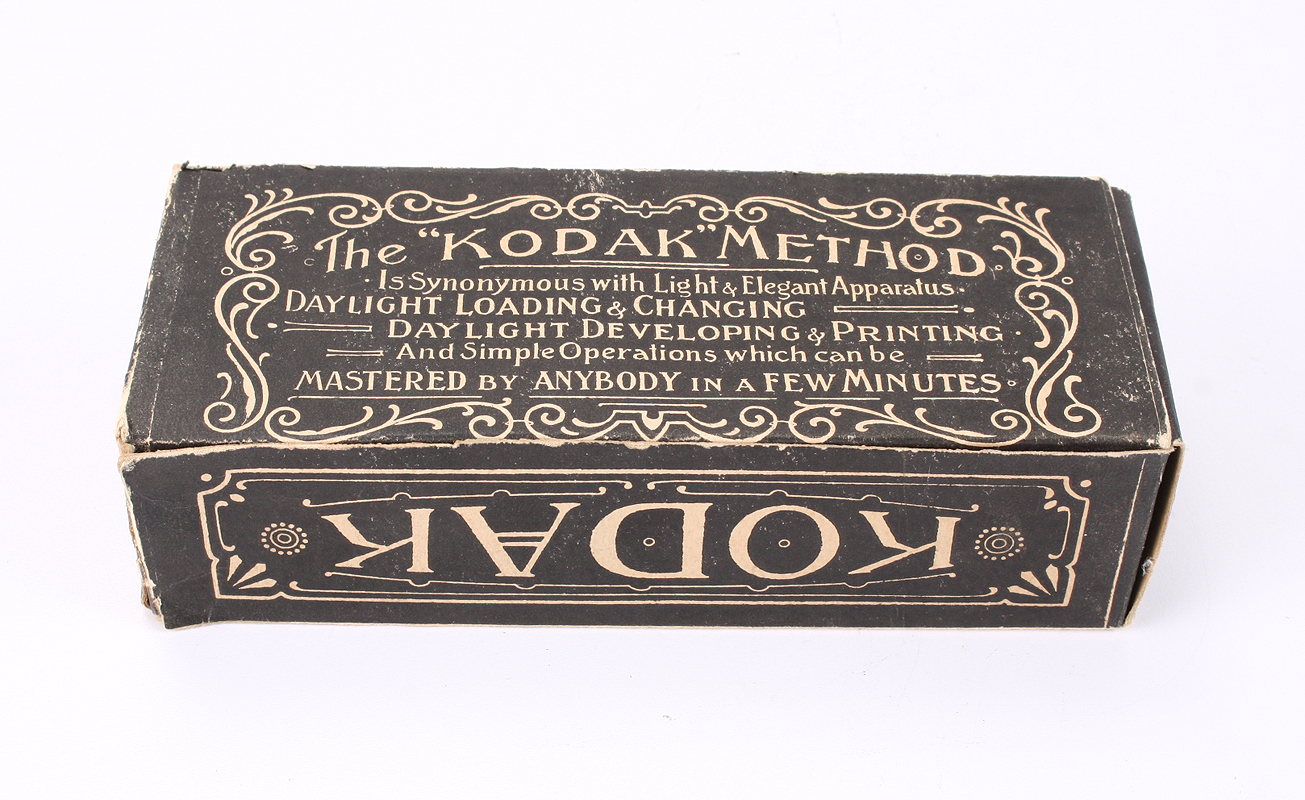 The "KODAK" METHOD
Is Synonymous with Light & Elegant Apparatus
DAYLIGHT LOADING & CHANGING
DAYLIGHT DEVELOPING & PRINTING
And Simple Operations which can be
MASTERED BY ANYBODY IN A FEW MINUTES
KODAK